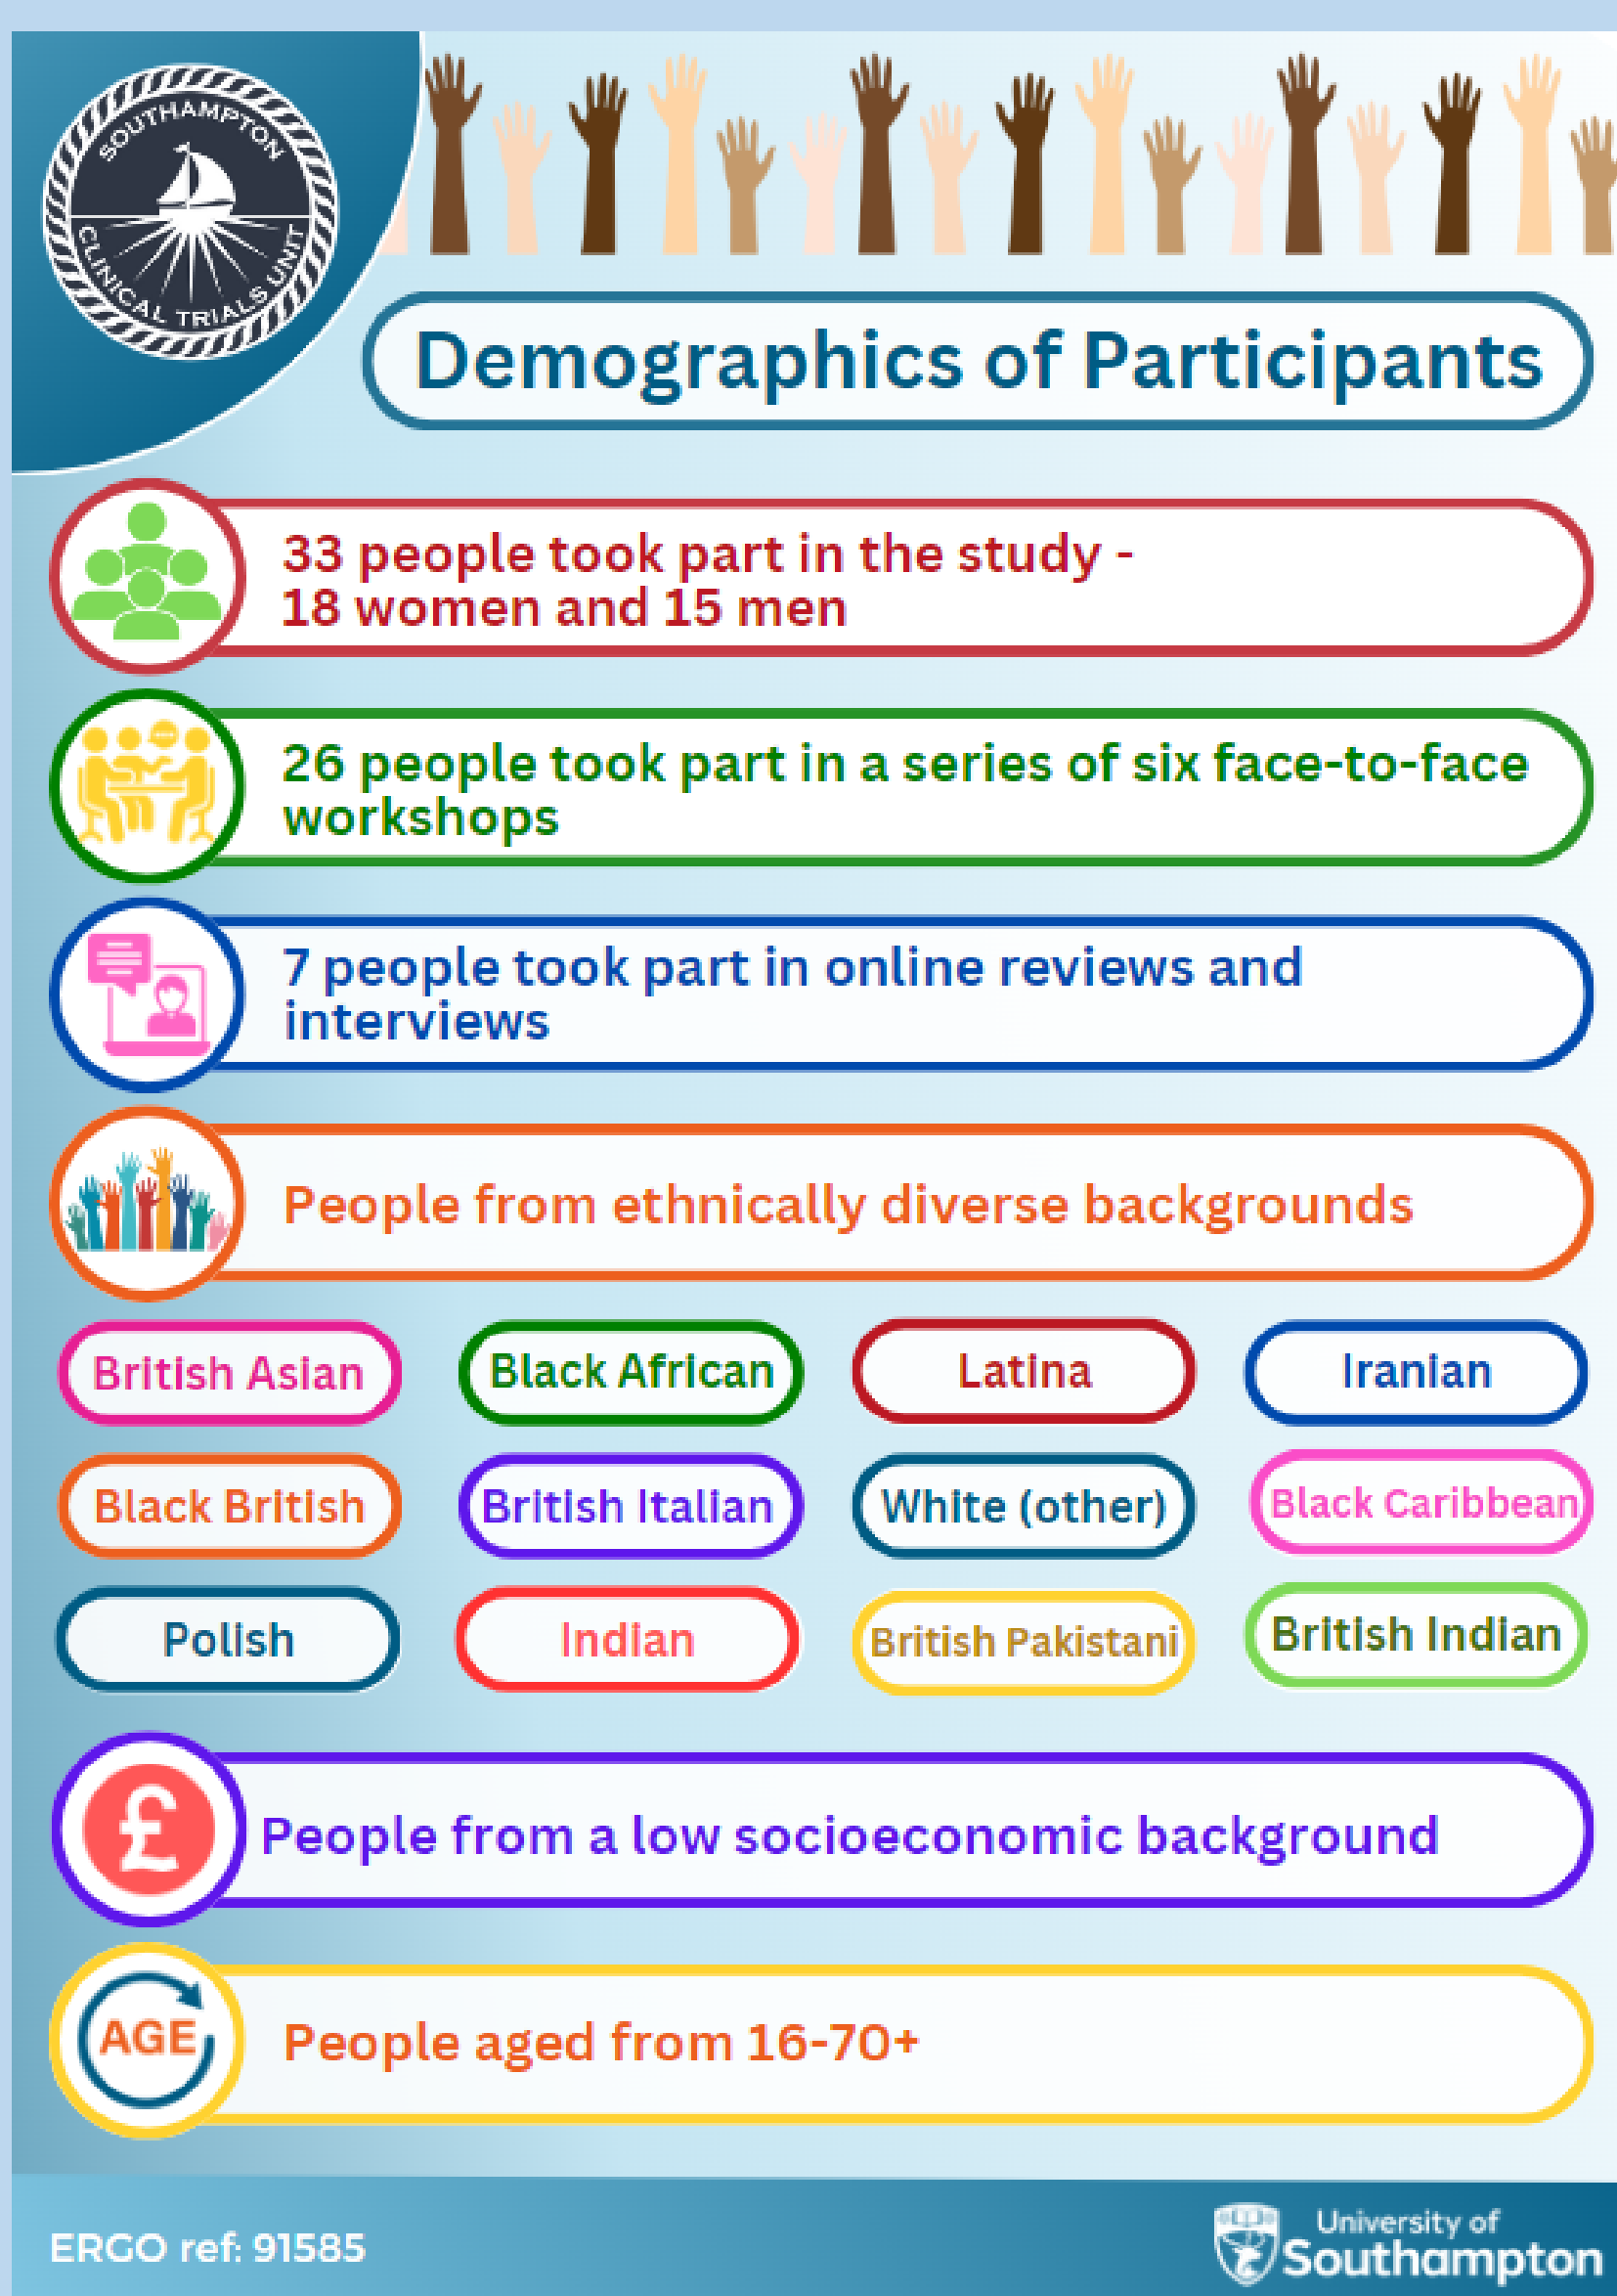 SOUTHAMPTON
CLINICAL TRIALS UNIT
Demographics of Participants
33 people took part in the study -
18 women and 15 men
26 people took part in a series of six face-to-face
workshops
7 people took part in online reviews and
interviews
People from ethnically diverse backgrounds
British Asian
Black African
Latina
Iranian
Black British
British Italian
White (other)
Black Caribbean
Polish
Indian
British Pakistani
British Indian
£
People from a low socioeconomic background
AGE
People aged from 16-70+
ERGO ref: 91585
University of
Southampton